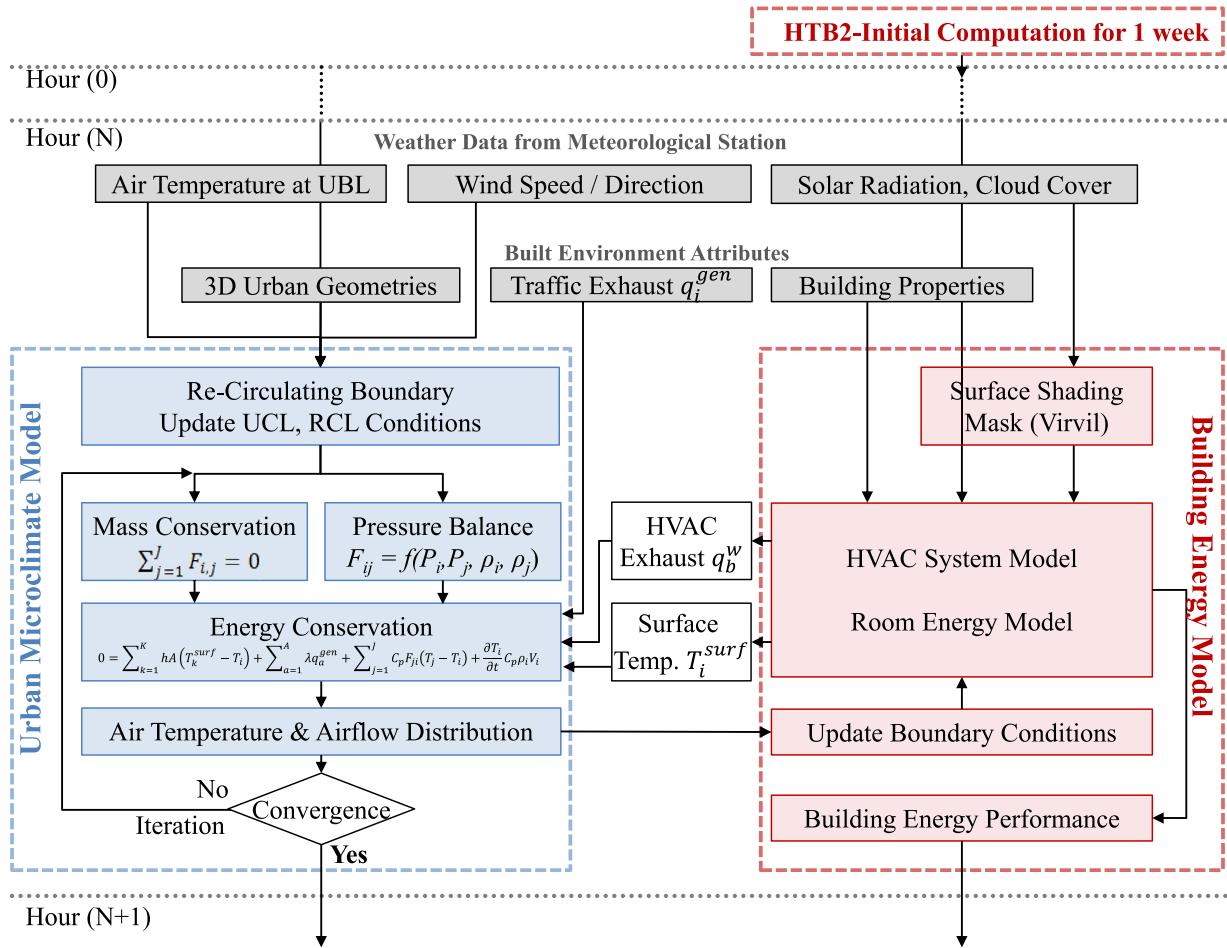 HTB2-Initial Computation for 1 week
Hour (0)
Hour (N)
Weather Data from Meteorological Station
Air Temperature at UBL
Wind Speed / Direction
Solar Radiation, Cloud Cover
Built Environment Attributes
3D Urban Geometries
Traffic Exhaust q_i^{gen}
Building Properties
Urban Microclimate Model
Re-Circulating Boundary
Update UCL, RCL Conditions
Surface Shading
Mask (Virvil)
Building Energy Model
Mass Conservation
∑_{j=1}^{J} F_{i,j} = 0
Pressure Balance
F_{ij} = f(P_i, P_j, ρ_i, ρ_j)
HVAC
Exhaust q_b^w
HVAC System Model
Room Energy Model
Energy Conservation
0 = ∑_{k=1}^{K} hA(T_k^{surf} − T_i) + ∑_{a=1}^{A} λq_a^{gen} + ∑_{j=1}^{J} C_p F_{ji}(T_j − T_i) + ∂T_i/∂t C_p ρ_i V_i
Surface
Temp. T_i^{surf}
Air Temperature & Airflow Distribution
Update Boundary Conditions
No
Convergence
Iteration
Yes
Building Energy Performance
Hour (N+1)